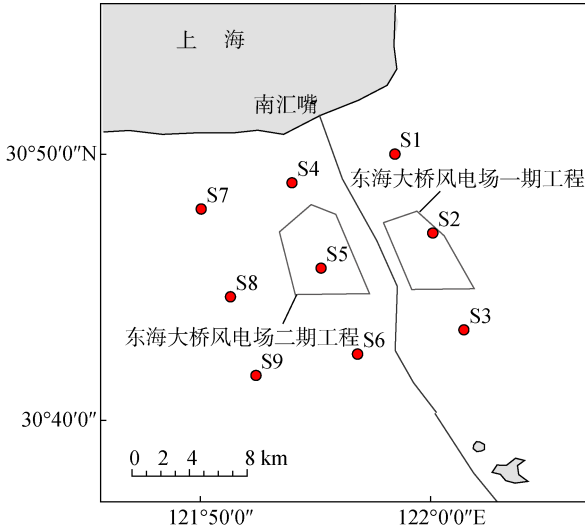 上 海
南汇嘴
30°50′0″N
S1
S4
东海大桥风电场一期工程
S7
S2
S5
S8
S3
东海大桥风电场二期工程
S6
S9
30°40′0″
0 2 4 8 km
121°50′0″
122°0′0″E